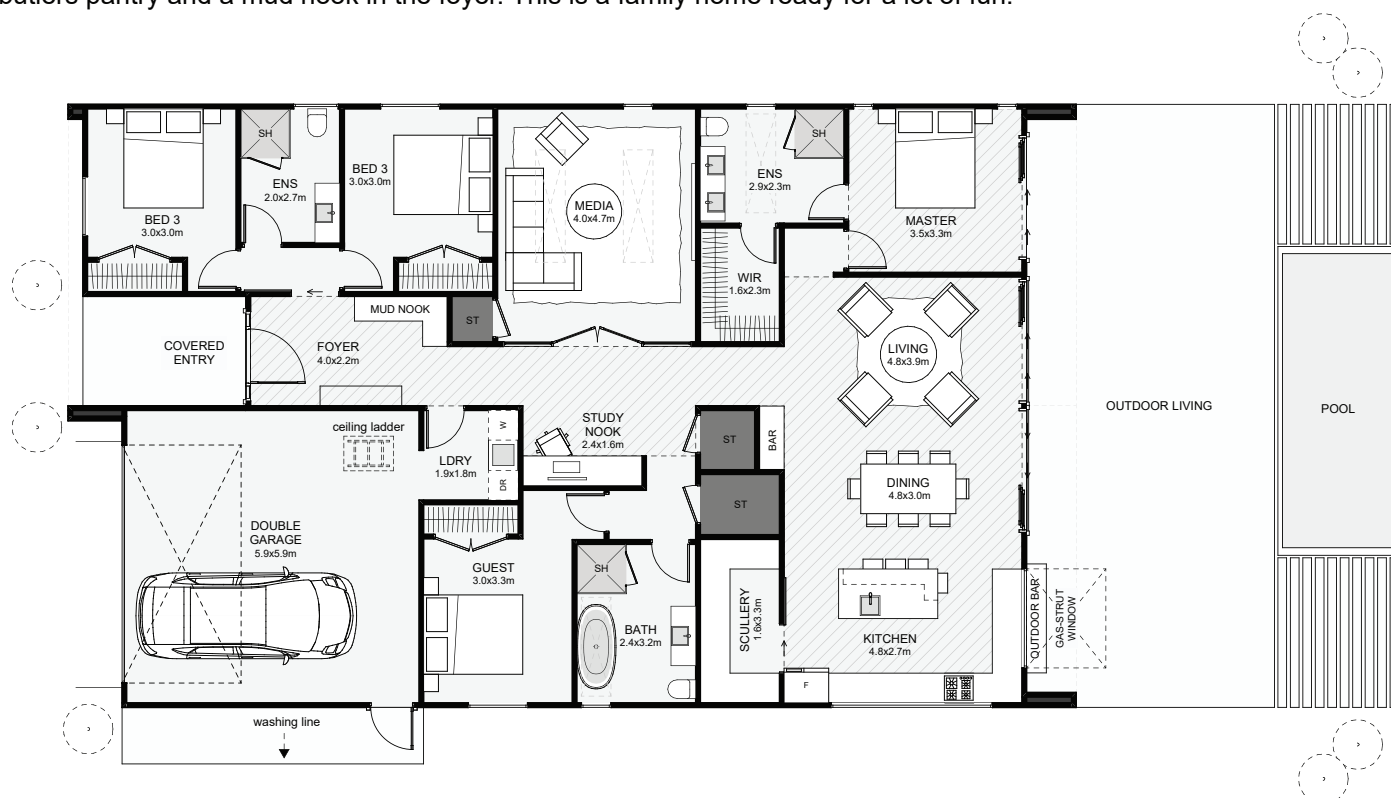 butlers pantry and a mud nook in the foyer. This is a family home ready for a lot of fun.
BED 3
3.0x3.0m
SH
ENS
2.0x2.7m
BED 3
3.0x3.0m
MEDIA
4.0x4.7m
ENS
2.9x2.3m
SH
MASTER
3.5x3.3m
WIR
1.6x2.3m
COVERED
ENTRY
FOYER
4.0x2.2m
MUD NOOK
ST
LIVING
4.8x3.9m
OUTDOOR LIVING
POOL
ceiling ladder
LDRY
1.9x1.8m
W
DR
STUDY
NOOK
2.4x1.6m
ST
BAR
ST
DINING
4.8x3.0m
DOUBLE
GARAGE
5.9x5.9m
GUEST
3.0x3.3m
SH
BATH
2.4x3.2m
SCULLERY
1.6x3.3m
KITCHEN
4.8x2.7m
F
OUTDOOR BAR
GAS-STRUT
WINDOW
washing line